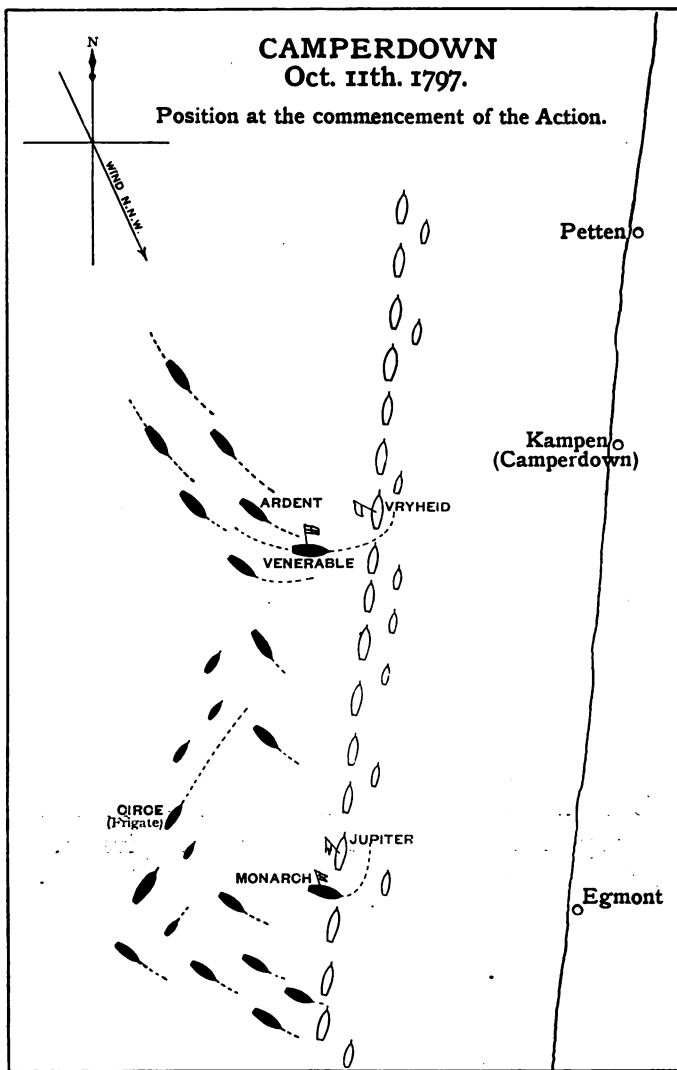 CAMPERDOWN
Oct. 11th. 1797.
Position at the commencement of the Action.
N
WIND N.N.W.
Petten
Kampen
(Camperdown)
ARDENT
VRYHEID
VENERABLE
CIRCE
(Frigate)
JUPITER
MONARCH
Egmont